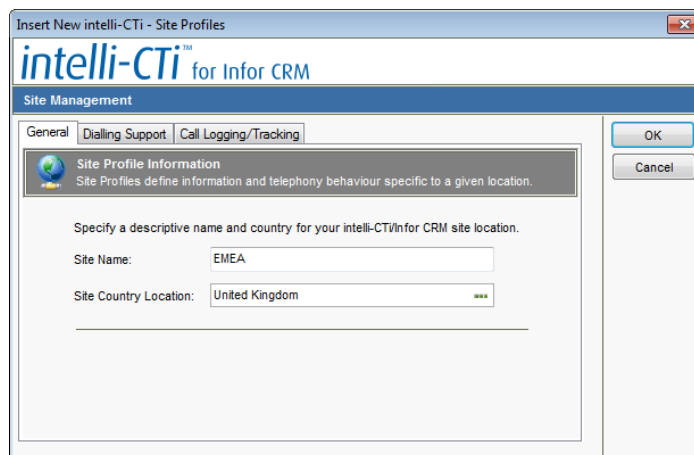 Insert New intelli-CTi - Site Profiles
intelli-CTi™ for Infor CRM
Site Management
General Dialling Support Call Logging/Tracking
OK
Site Profile Information
Cancel
Site Profiles define information and telephony behaviour specific to a given location.
Specify a descriptive name and country for your intelli-CTi/Infor CRM site location.
Site Name: EMEA
Site Country Location: United Kingdom